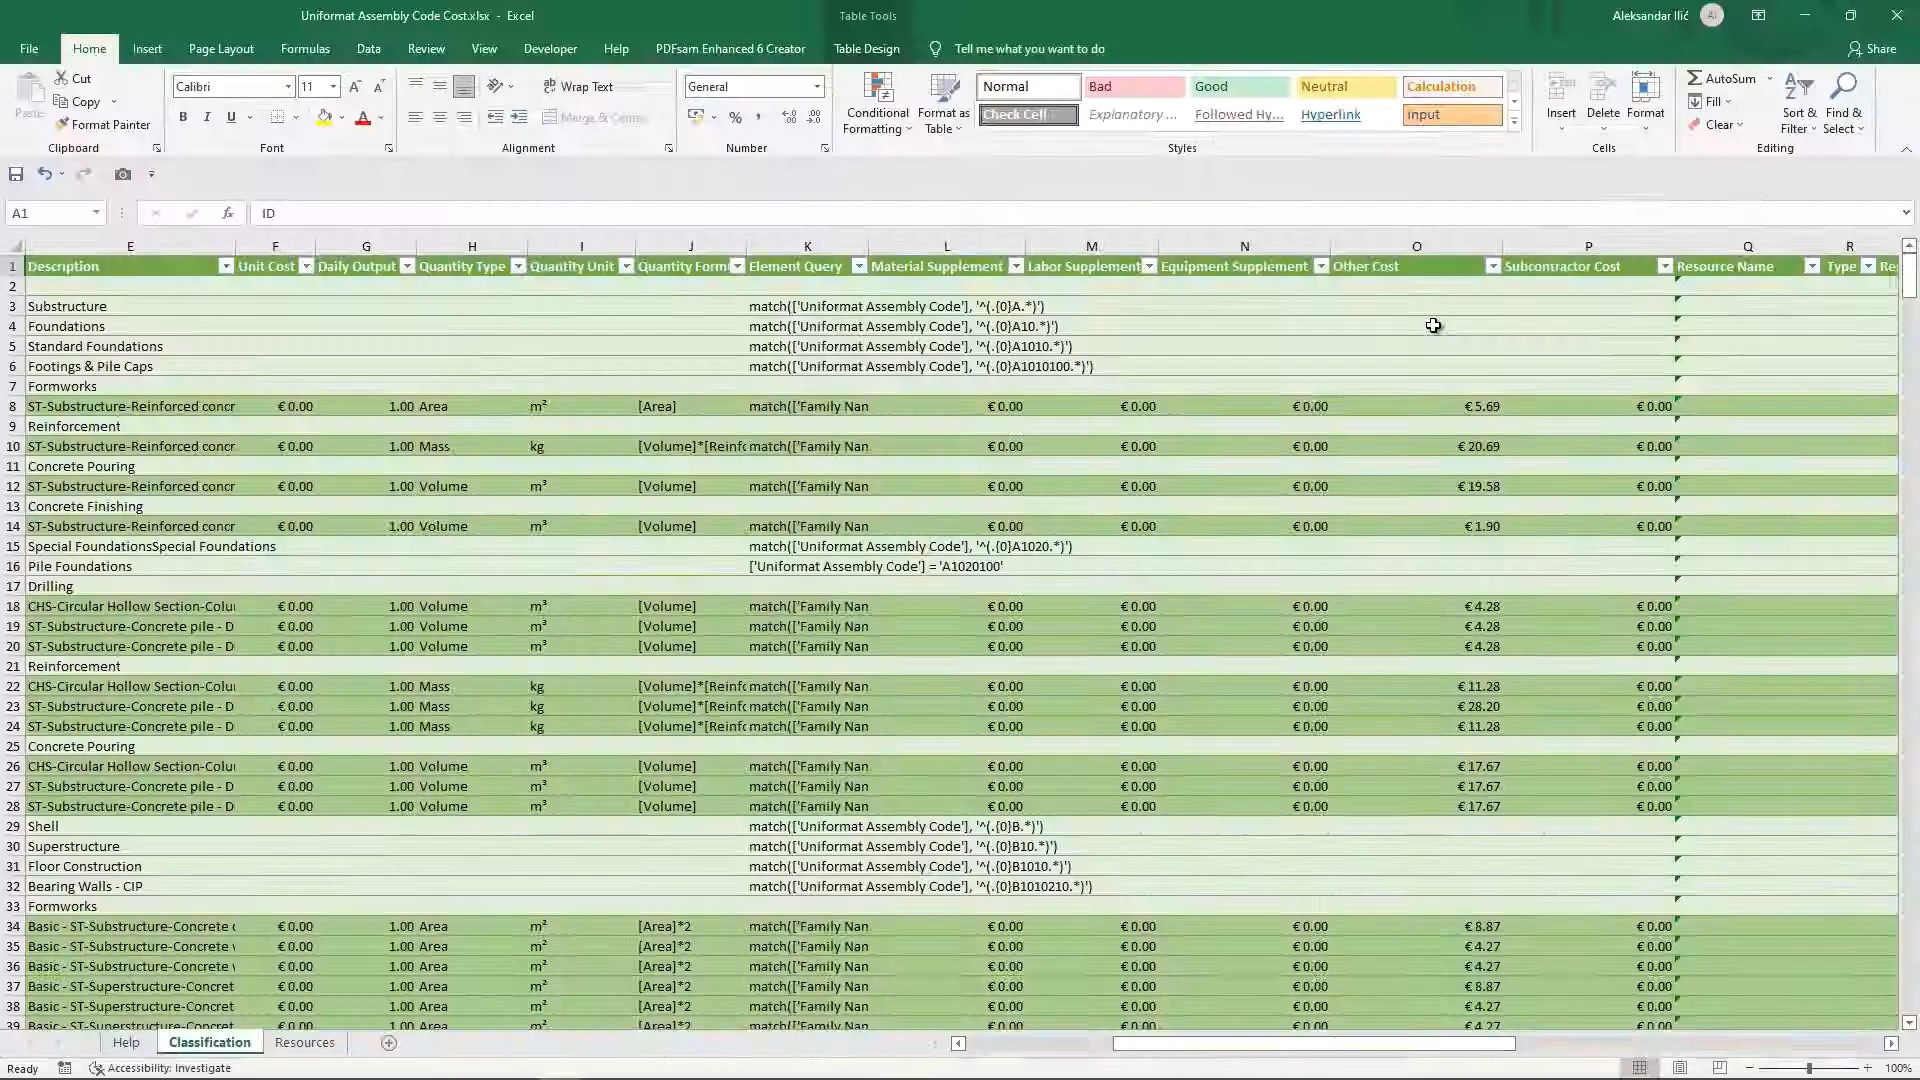 Uniformat Assembly Code Cost.xlsx - Excel
Table Tools
Aleksandar Ilić
AI
File Home Insert Page Layout Formulas Data Review View Developer Help PDFsam Enhanced 6 Creator Table Design Tell me what you want to do Share
Paste
Cut
Copy
Format Painter
Clipboard
Calibri 11
B I U
Font
Wrap Text
Merge & Center
Alignment
General
Number
Conditional Formatting
Format as Table
Normal Bad Good Neutral Calculation
Check Cell Explanatory ... Followed Hy... Hyperlink Input
Styles
Insert Delete Format
Cells
AutoSum
Fill
Clear
Sort & Filter
Find & Select
Editing
A1 fx ID
E F G H I J K L M N O P Q R
1 Description Unit Cost Daily Output Quantity Type Quantity Unit Quantity Formu Element Query Material Supplement Labor Supplement Equipment Supplement Other Cost Subcontractor Cost Resource Name Type Re
2
3 Substructure match(['Uniformat Assembly Code'], '^(.{0}A.*)')
4 Foundations match(['Uniformat Assembly Code'], '^(.{0}A10.*)')
5 Standard Foundations match(['Uniformat Assembly Code'], '^(.{0}A1010.*)')
6 Footings & Pile Caps match(['Uniformat Assembly Code'], '^(.{0}A1010100.*)')
7 Formworks
8 ST-Substructure-Reinforced concr € 0.00 1.00 Area m² [Area] match(['Family Nan € 0.00 € 0.00 € 0.00 € 5.69 € 0.00
9 Reinforcement
10 ST-Substructure-Reinforced concr € 0.00 1.00 Mass kg [Volume]*[Reinfc match(['Family Nan € 0.00 € 0.00 € 0.00 € 20.69 € 0.00
11 Concrete Pouring
12 ST-Substructure-Reinforced concr € 0.00 1.00 Volume m³ [Volume] match(['Family Nan € 0.00 € 0.00 € 0.00 € 19.58 € 0.00
13 Concrete Finishing
14 ST-Substructure-Reinforced concr € 0.00 1.00 Volume m³ [Volume] match(['Family Nan € 0.00 € 0.00 € 0.00 € 1.90 € 0.00
15 Special FoundationsSpecial Foundations match(['Uniformat Assembly Code'], '^(.{0}A1020.*)')
16 Pile Foundations ['Uniformat Assembly Code'] = 'A1020100'
17 Drilling
18 CHS-Circular Hollow Section-Colu € 0.00 1.00 Volume m³ [Volume] match(['Family Nan € 0.00 € 0.00 € 0.00 € 4.28 € 0.00
19 ST-Substructure-Concrete pile - D € 0.00 1.00 Volume m³ [Volume] match(['Family Nan € 0.00 € 0.00 € 0.00 € 4.28 € 0.00
20 ST-Substructure-Concrete pile - D € 0.00 1.00 Volume m³ [Volume] match(['Family Nan € 0.00 € 0.00 € 0.00 € 4.28 € 0.00
21 Reinforcement
22 CHS-Circular Hollow Section-Colu € 0.00 1.00 Mass kg [Volume]*[Reinfc match(['Family Nan € 0.00 € 0.00 € 0.00 € 11.28 € 0.00
23 ST-Substructure-Concrete pile - D € 0.00 1.00 Mass kg [Volume]*[Reinfc match(['Family Nan € 0.00 € 0.00 € 0.00 € 28.20 € 0.00
24 ST-Substructure-Concrete pile - D € 0.00 1.00 Mass kg [Volume]*[Reinfc match(['Family Nan € 0.00 € 0.00 € 0.00 € 11.28 € 0.00
25 Concrete Pouring
26 CHS-Circular Hollow Section-Colu € 0.00 1.00 Volume m³ [Volume] match(['Family Nan € 0.00 € 0.00 € 0.00 € 17.67 € 0.00
27 ST-Substructure-Concrete pile - D € 0.00 1.00 Volume m³ [Volume] match(['Family Nan € 0.00 € 0.00 € 0.00 € 17.67 € 0.00
28 ST-Substructure-Concrete pile - D € 0.00 1.00 Volume m³ [Volume] match(['Family Nan € 0.00 € 0.00 € 0.00 € 17.67 € 0.00
29 Shell match(['Uniformat Assembly Code'], '^(.{0}B.*)')
30 Superstructure match(['Uniformat Assembly Code'], '^(.{0}B10.*)')
31 Floor Construction match(['Uniformat Assembly Code'], '^(.{0}B1010.*)')
32 Bearing Walls - CIP match(['Uniformat Assembly Code'], '^(.{0}B1010210.*)')
33 Formworks
34 Basic - ST-Substructure-Concrete c € 0.00 1.00 Area m² [Area]*2 match(['Family Nan € 0.00 € 0.00 € 0.00 € 8.87 € 0.00
35 Basic - ST-Substructure-Concrete v € 0.00 1.00 Area m² [Area]*2 match(['Family Nan € 0.00 € 0.00 € 0.00 € 4.27 € 0.00
36 Basic - ST-Substructure-Concrete v € 0.00 1.00 Area m² [Area]*2 match(['Family Nan € 0.00 € 0.00 € 0.00 € 4.27 € 0.00
37 Basic - ST-Superstructure-Concret € 0.00 1.00 Area m² [Area]*2 match(['Family Nan € 0.00 € 0.00 € 0.00 € 8.87 € 0.00
38 Basic - ST-Superstructure-Concret € 0.00 1.00 Area m² [Area]*2 match(['Family Nan € 0.00 € 0.00 € 0.00 € 4.27 € 0.00
39 Basic - ST-Superstructure-Concret € 0.00 1.00 Area m² [Area]*2 match(['Family Nan € 0.00 € 0.00 € 0.00 € 4.27 € 0.00
Help Classification Resources
Ready Accessibility: Investigate 100%